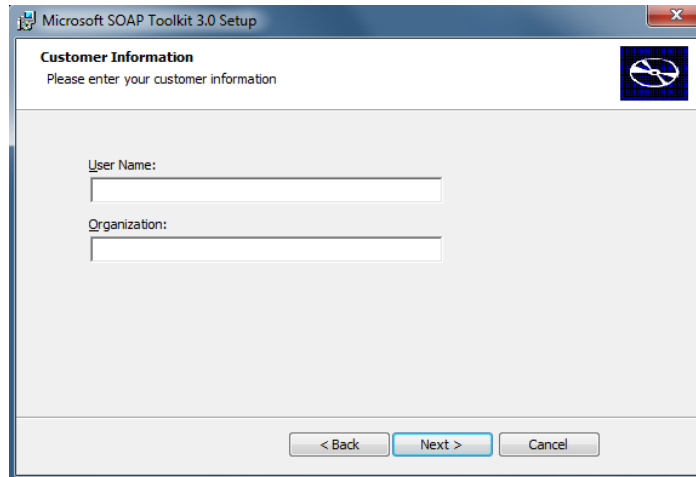 Microsoft SOAP Toolkit 3.0 Setup
Customer Information
Please enter your customer information
User Name:
Organization:
< Back Next > Cancel